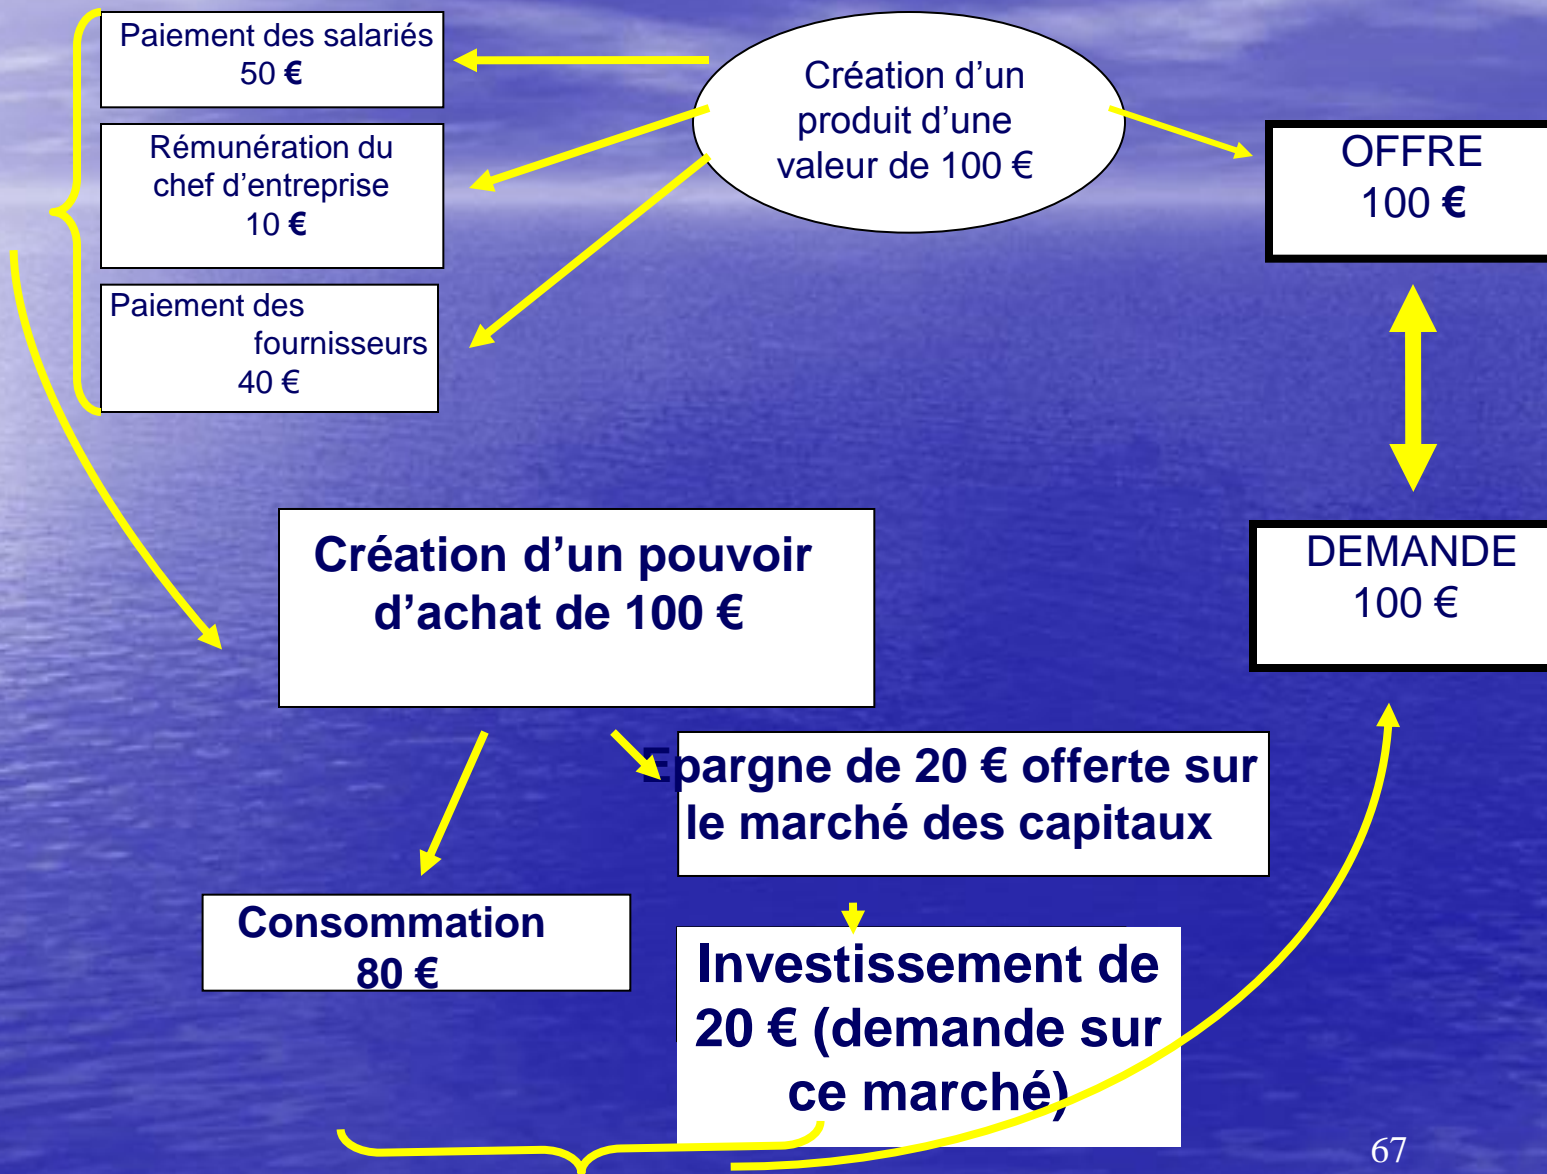 Paiement des salariés
50 €
Création d’un
produit d’une
valeur de 100 €
Rémunération du
chef d’entreprise
10 €
OFFRE
100 €
Paiement des
fournisseurs
40 €
Création d’un pouvoir
d’achat de 100 €
DEMANDE
100 €
Epargne de 20 € offerte sur
le marché des capitaux
Consommation
80 €
Investissement de
20 € (demande sur
ce marché)
67